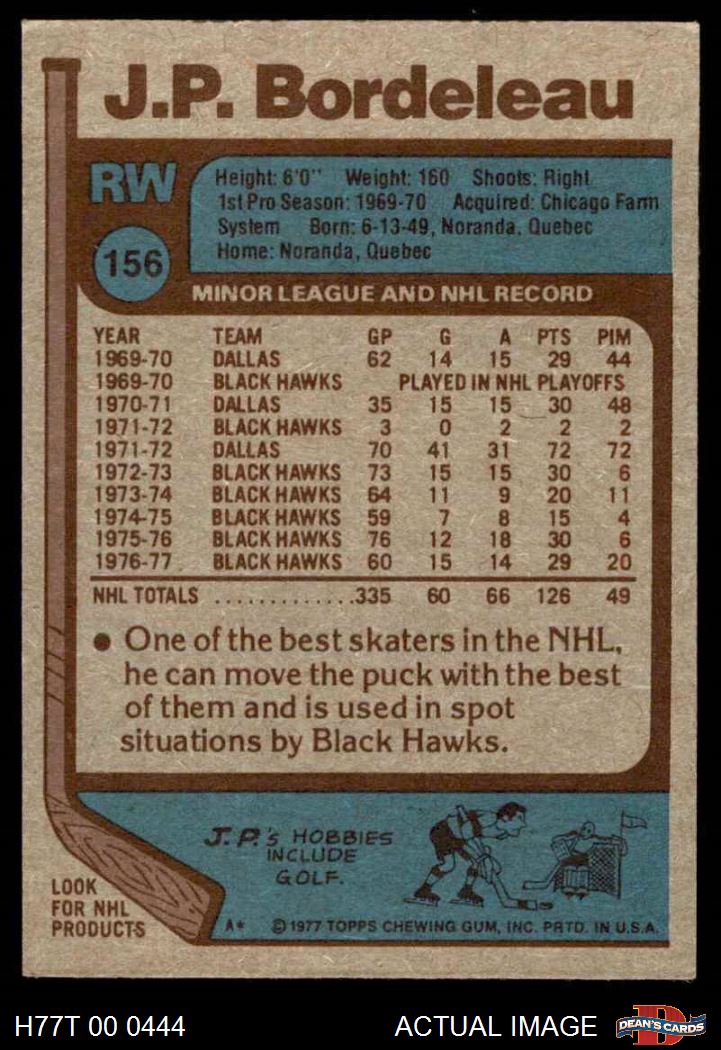 J.P. Bordeleau
RW
156
Height: 6'0" Weight: 160 Shoots: Right
1st Pro Season: 1969-70 Acquired: Chicago Farm
System Born: 6-13-49, Noranda, Quebec
Home: Noranda, Quebec
MINOR LEAGUE AND NHL RECORD
YEAR TEAM GP G A PTS PIM
1969-70 DALLAS 62 14 15 29 44
1969-70 BLACK HAWKS PLAYED IN NHL PLAYOFFS
1970-71 DALLAS 35 15 15 30 48
1971-72 BLACK HAWKS 3 0 2 2 2
1971-72 DALLAS 70 41 31 72 72
1972-73 BLACK HAWKS 73 15 15 30 6
1973-74 BLACK HAWKS 64 11 9 20 11
1974-75 BLACK HAWKS 59 7 8 15 4
1975-76 BLACK HAWKS 76 12 18 30 6
1976-77 BLACK HAWKS 60 15 14 29 20
NHL TOTALS .............335 60 66 126 49
● One of the best skaters in the NHL,
he can move the puck with the best
of them and is used in spot
situations by Black Hawks.
J.P.'s HOBBIES
INCLUDE
GOLF.
LOOK
FOR NHL
PRODUCTS
A* © 1977 TOPPS CHEWING GUM, INC. PRTD. IN U.S.A.
H77T 00 0444 ACTUAL IMAGE
D
DEAN'S CARDS